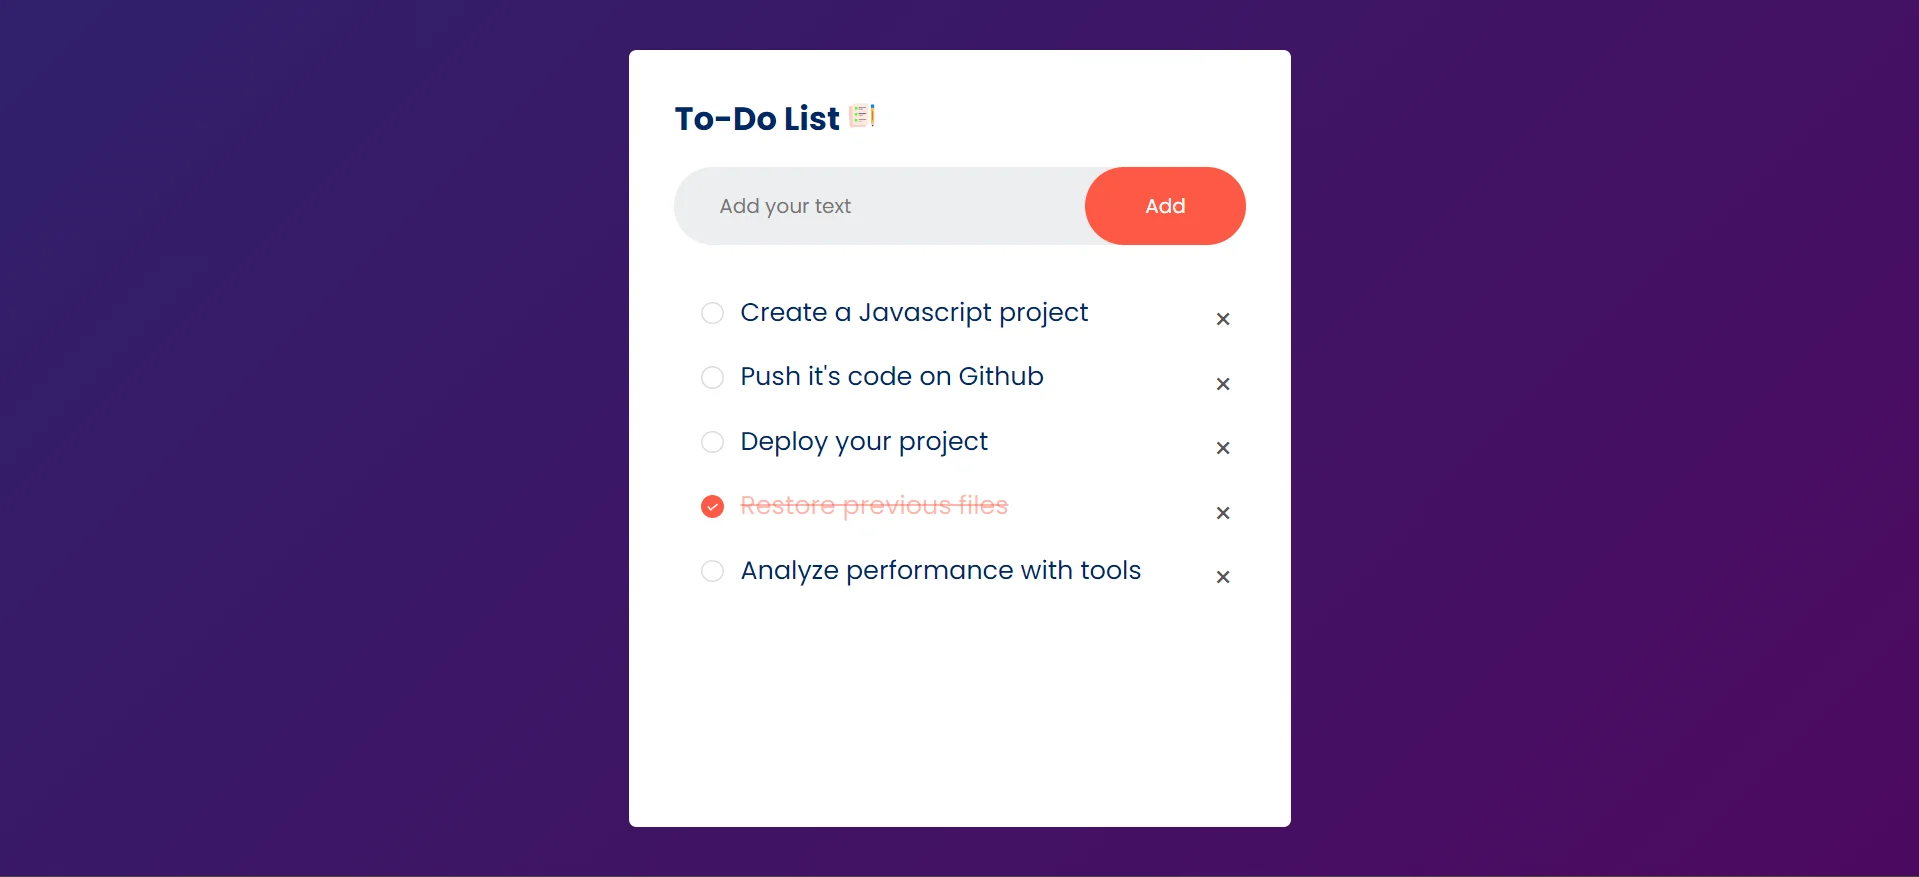 To-Do List
Add your text
Add
Create a Javascript project
Push it's code on Github
Deploy your project
Restore previous files
Analyze performance with tools